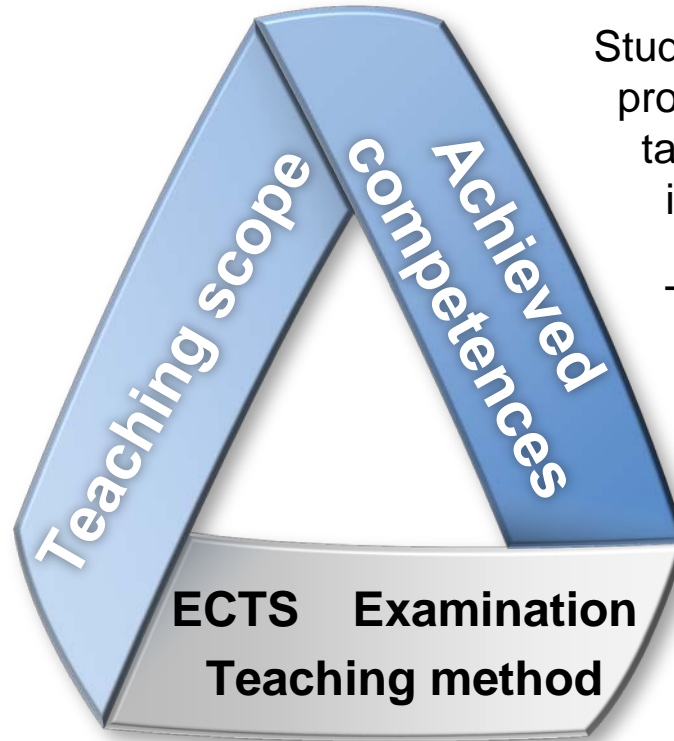 Teaching scope
Achieved
competences
ECTS Examination
Teaching method